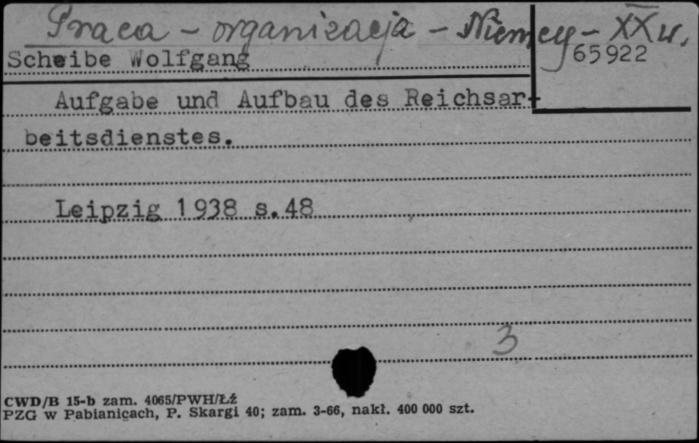 Praca - organizacja - Niemcy - XX w.
Scheibe Wolfgang
65922
Aufgabe und Aufbau des Reichsar-
beitsdienstes.
Leipzig 1938 s.48
3
CWD/B 15-b zam. 4065/PWH/Łź
PZG w Pabianicach, P. Skargi 40; zam. 3-66, nakł. 400 000 szt.